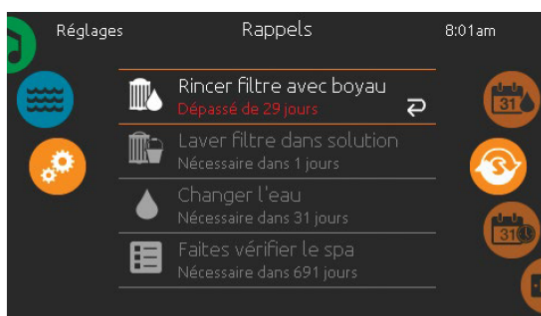 Réglages
Rappels
8:01am
Rincer filtre avec boyau
Dépassé de 29 jours
Laver filtre dans solution
Nécessaire dans 1 jours
Changer l'eau
Nécessaire dans 31 jours
Faites vérifier le spa
Nécessaire dans 691 jours
31
31